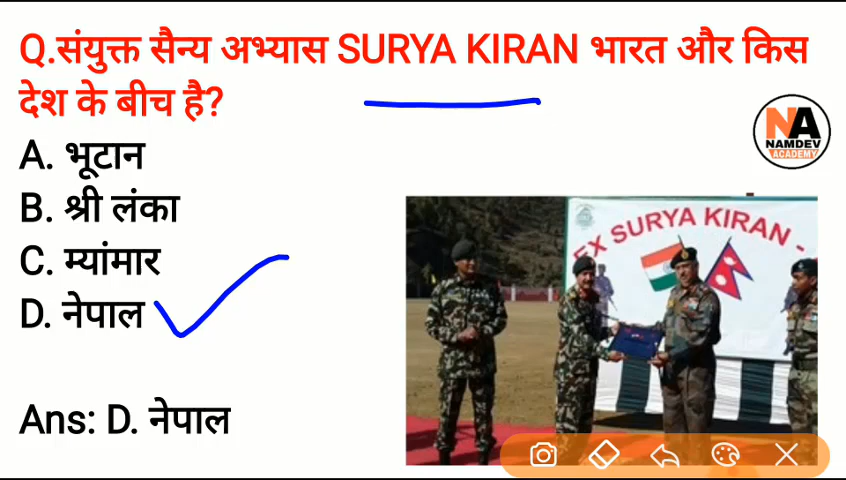 Q.संयुक्त सैन्य अभ्यास SURYA KIRAN भारत और किस
देश के बीच है?
NA
NAMDEV
ACADEMY
A. भूटान
B. श्री लंका
C. म्यांमार
D. नेपाल
EX SURYA KIRAN -
Ans: D. नेपाल